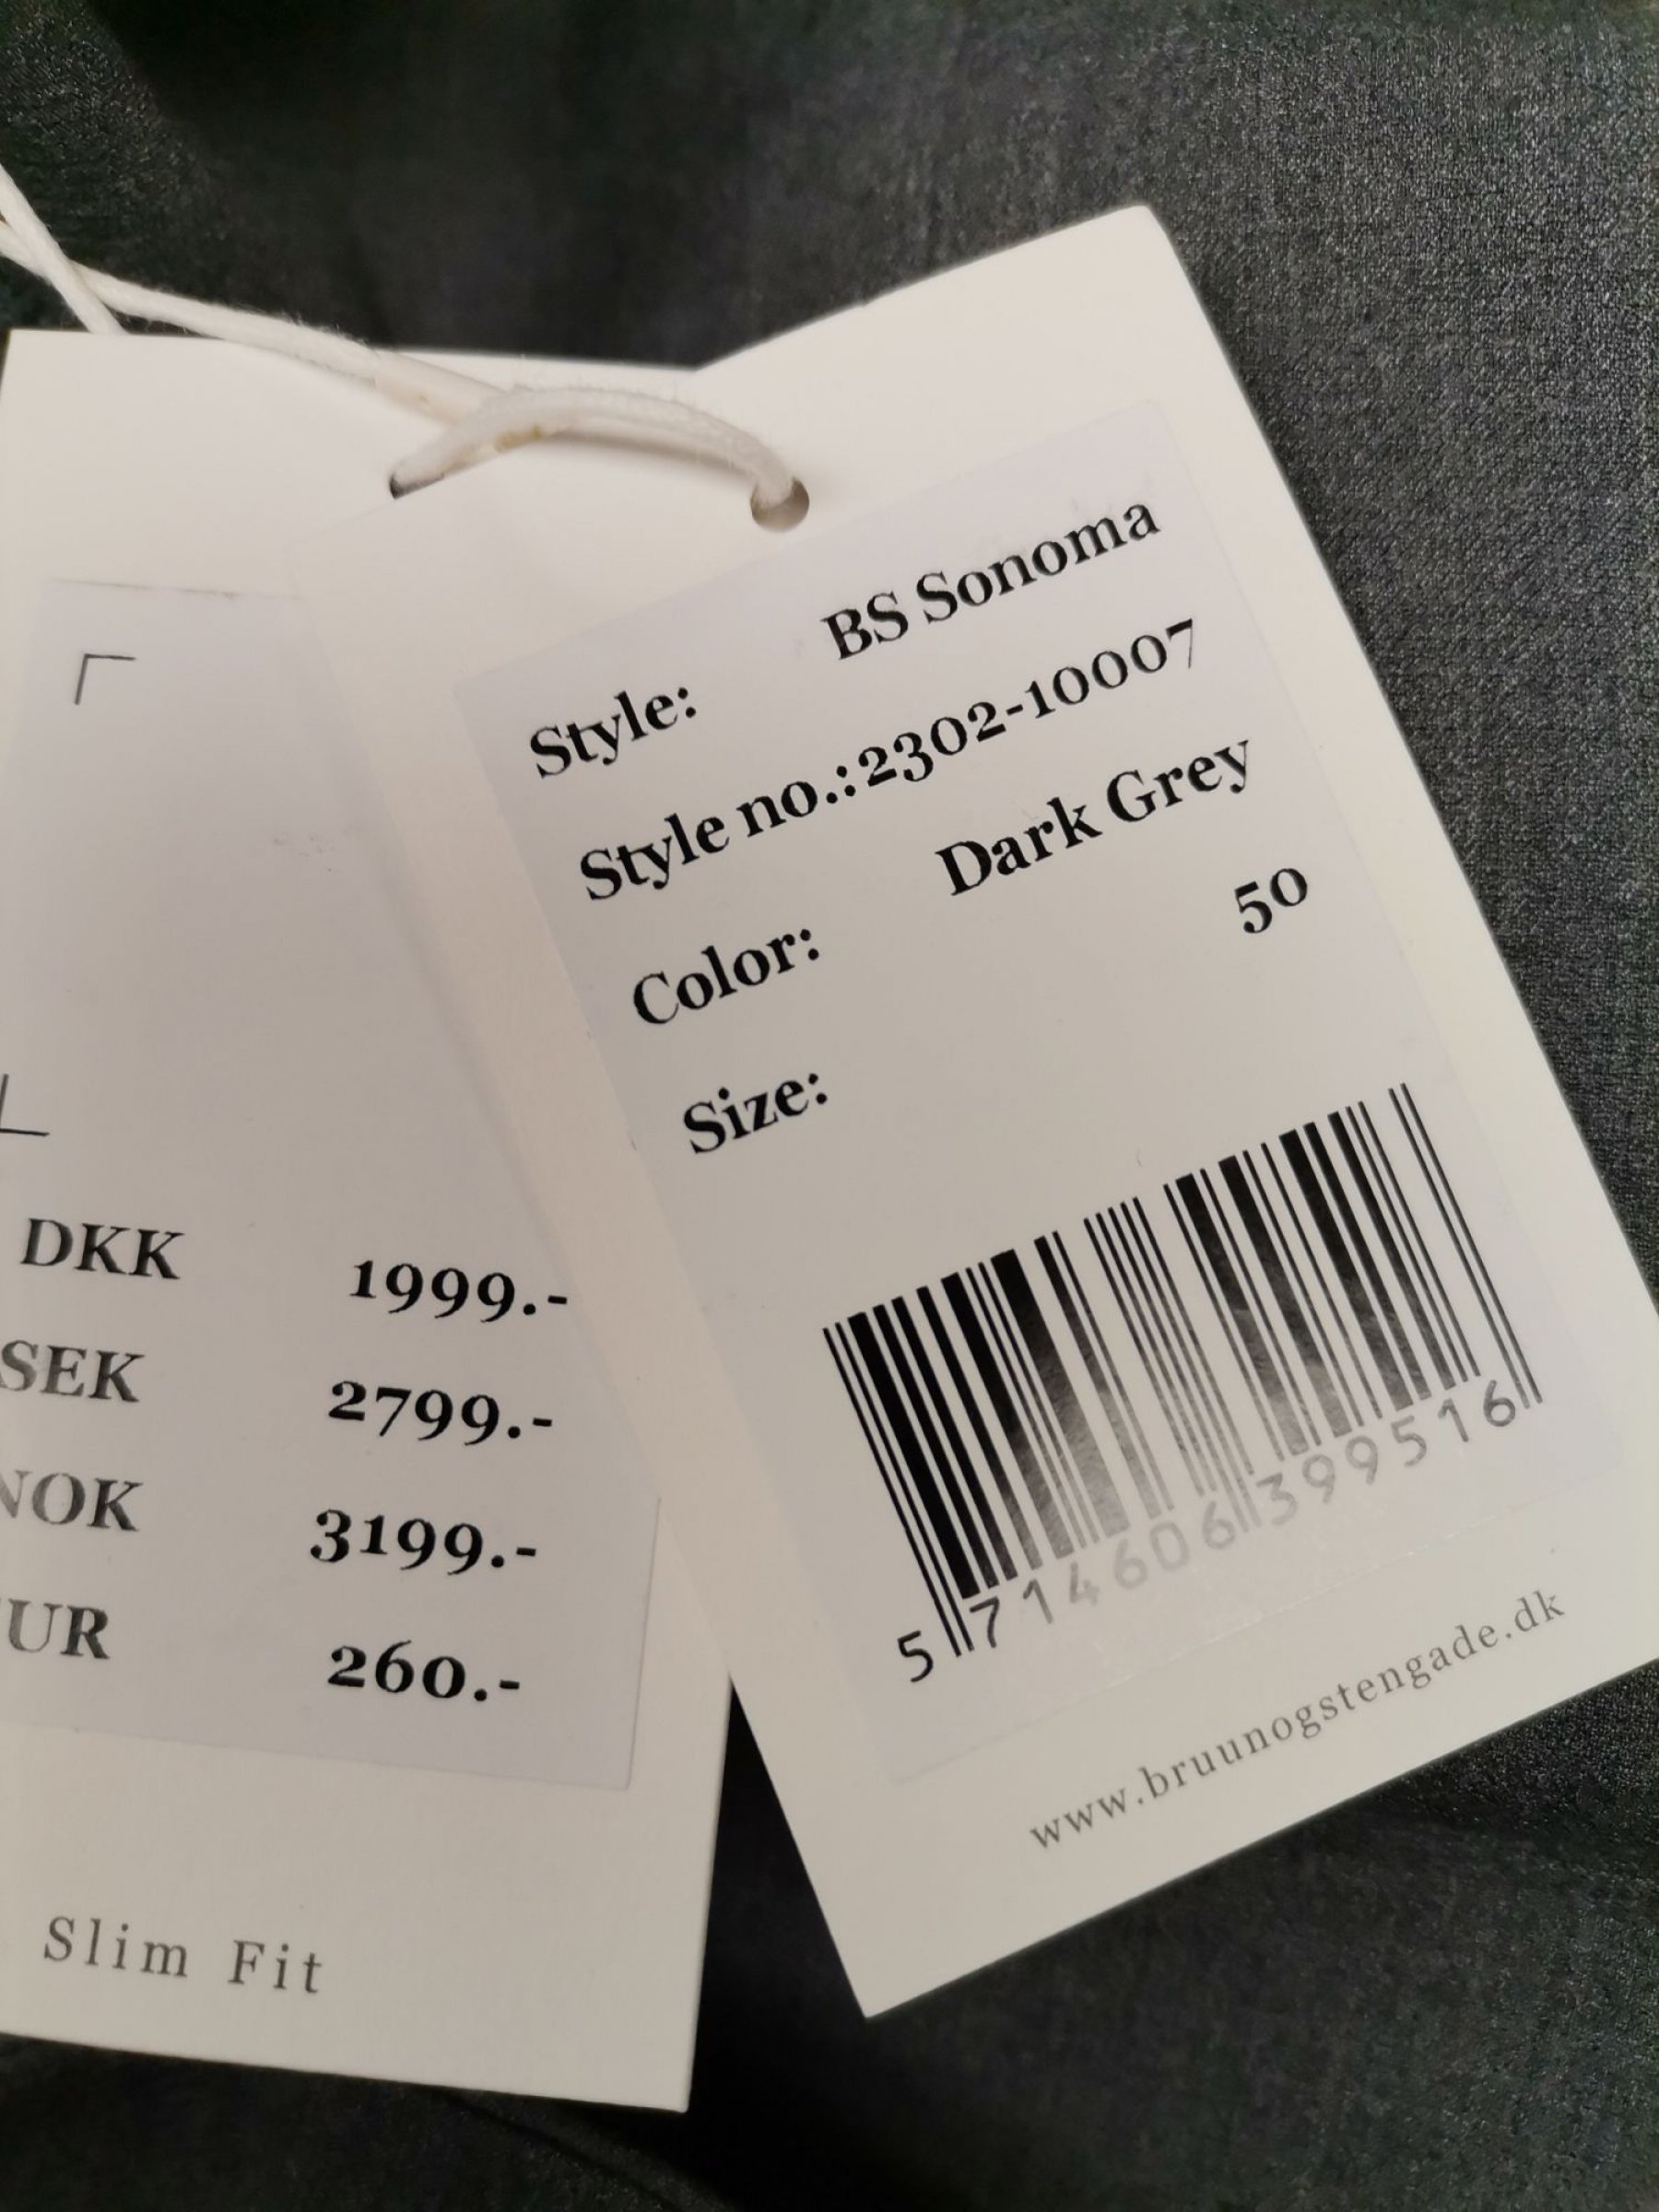 DKK 1999.-
SEK 2799.-
NOK 3199.-
UR 260.-
Slim Fit
Style: BS Sonoma
Style no.:2302-10007
Color: Dark Grey
Size: 50
5 714606 399516
www.bruunogstengade.dk